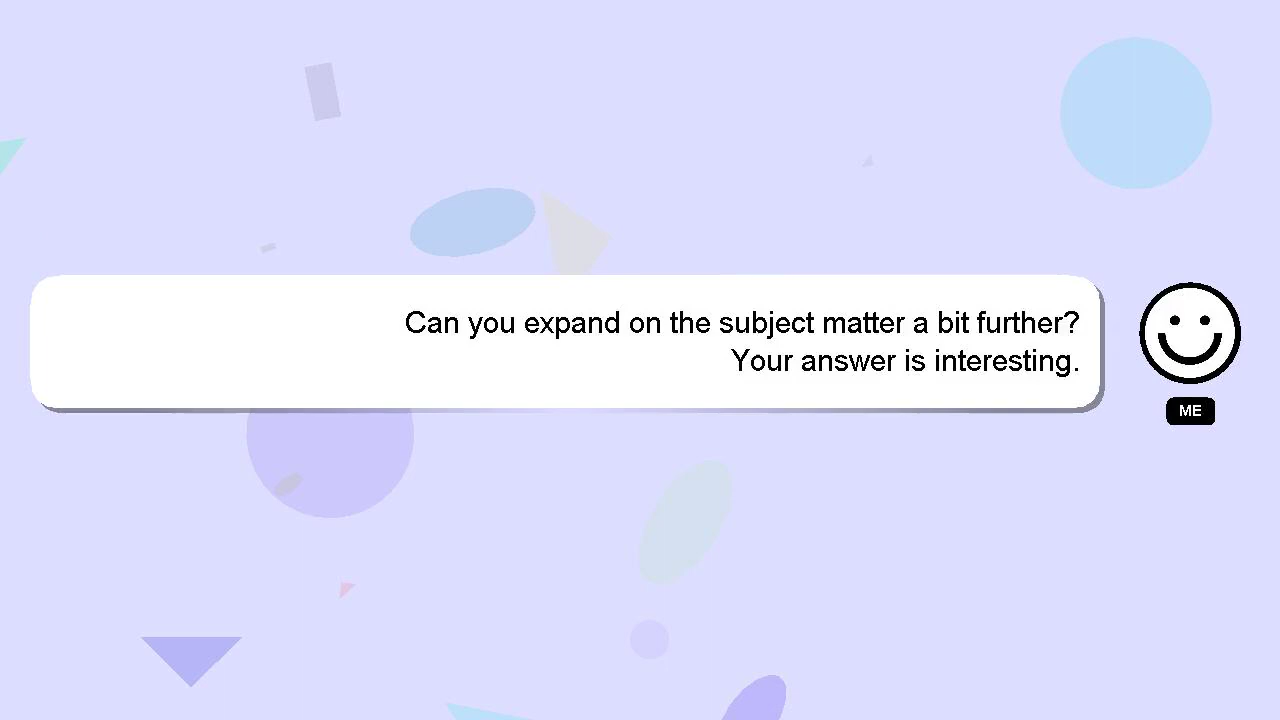 Can you expand on the subject matter a bit further?
Your answer is interesting.
ME